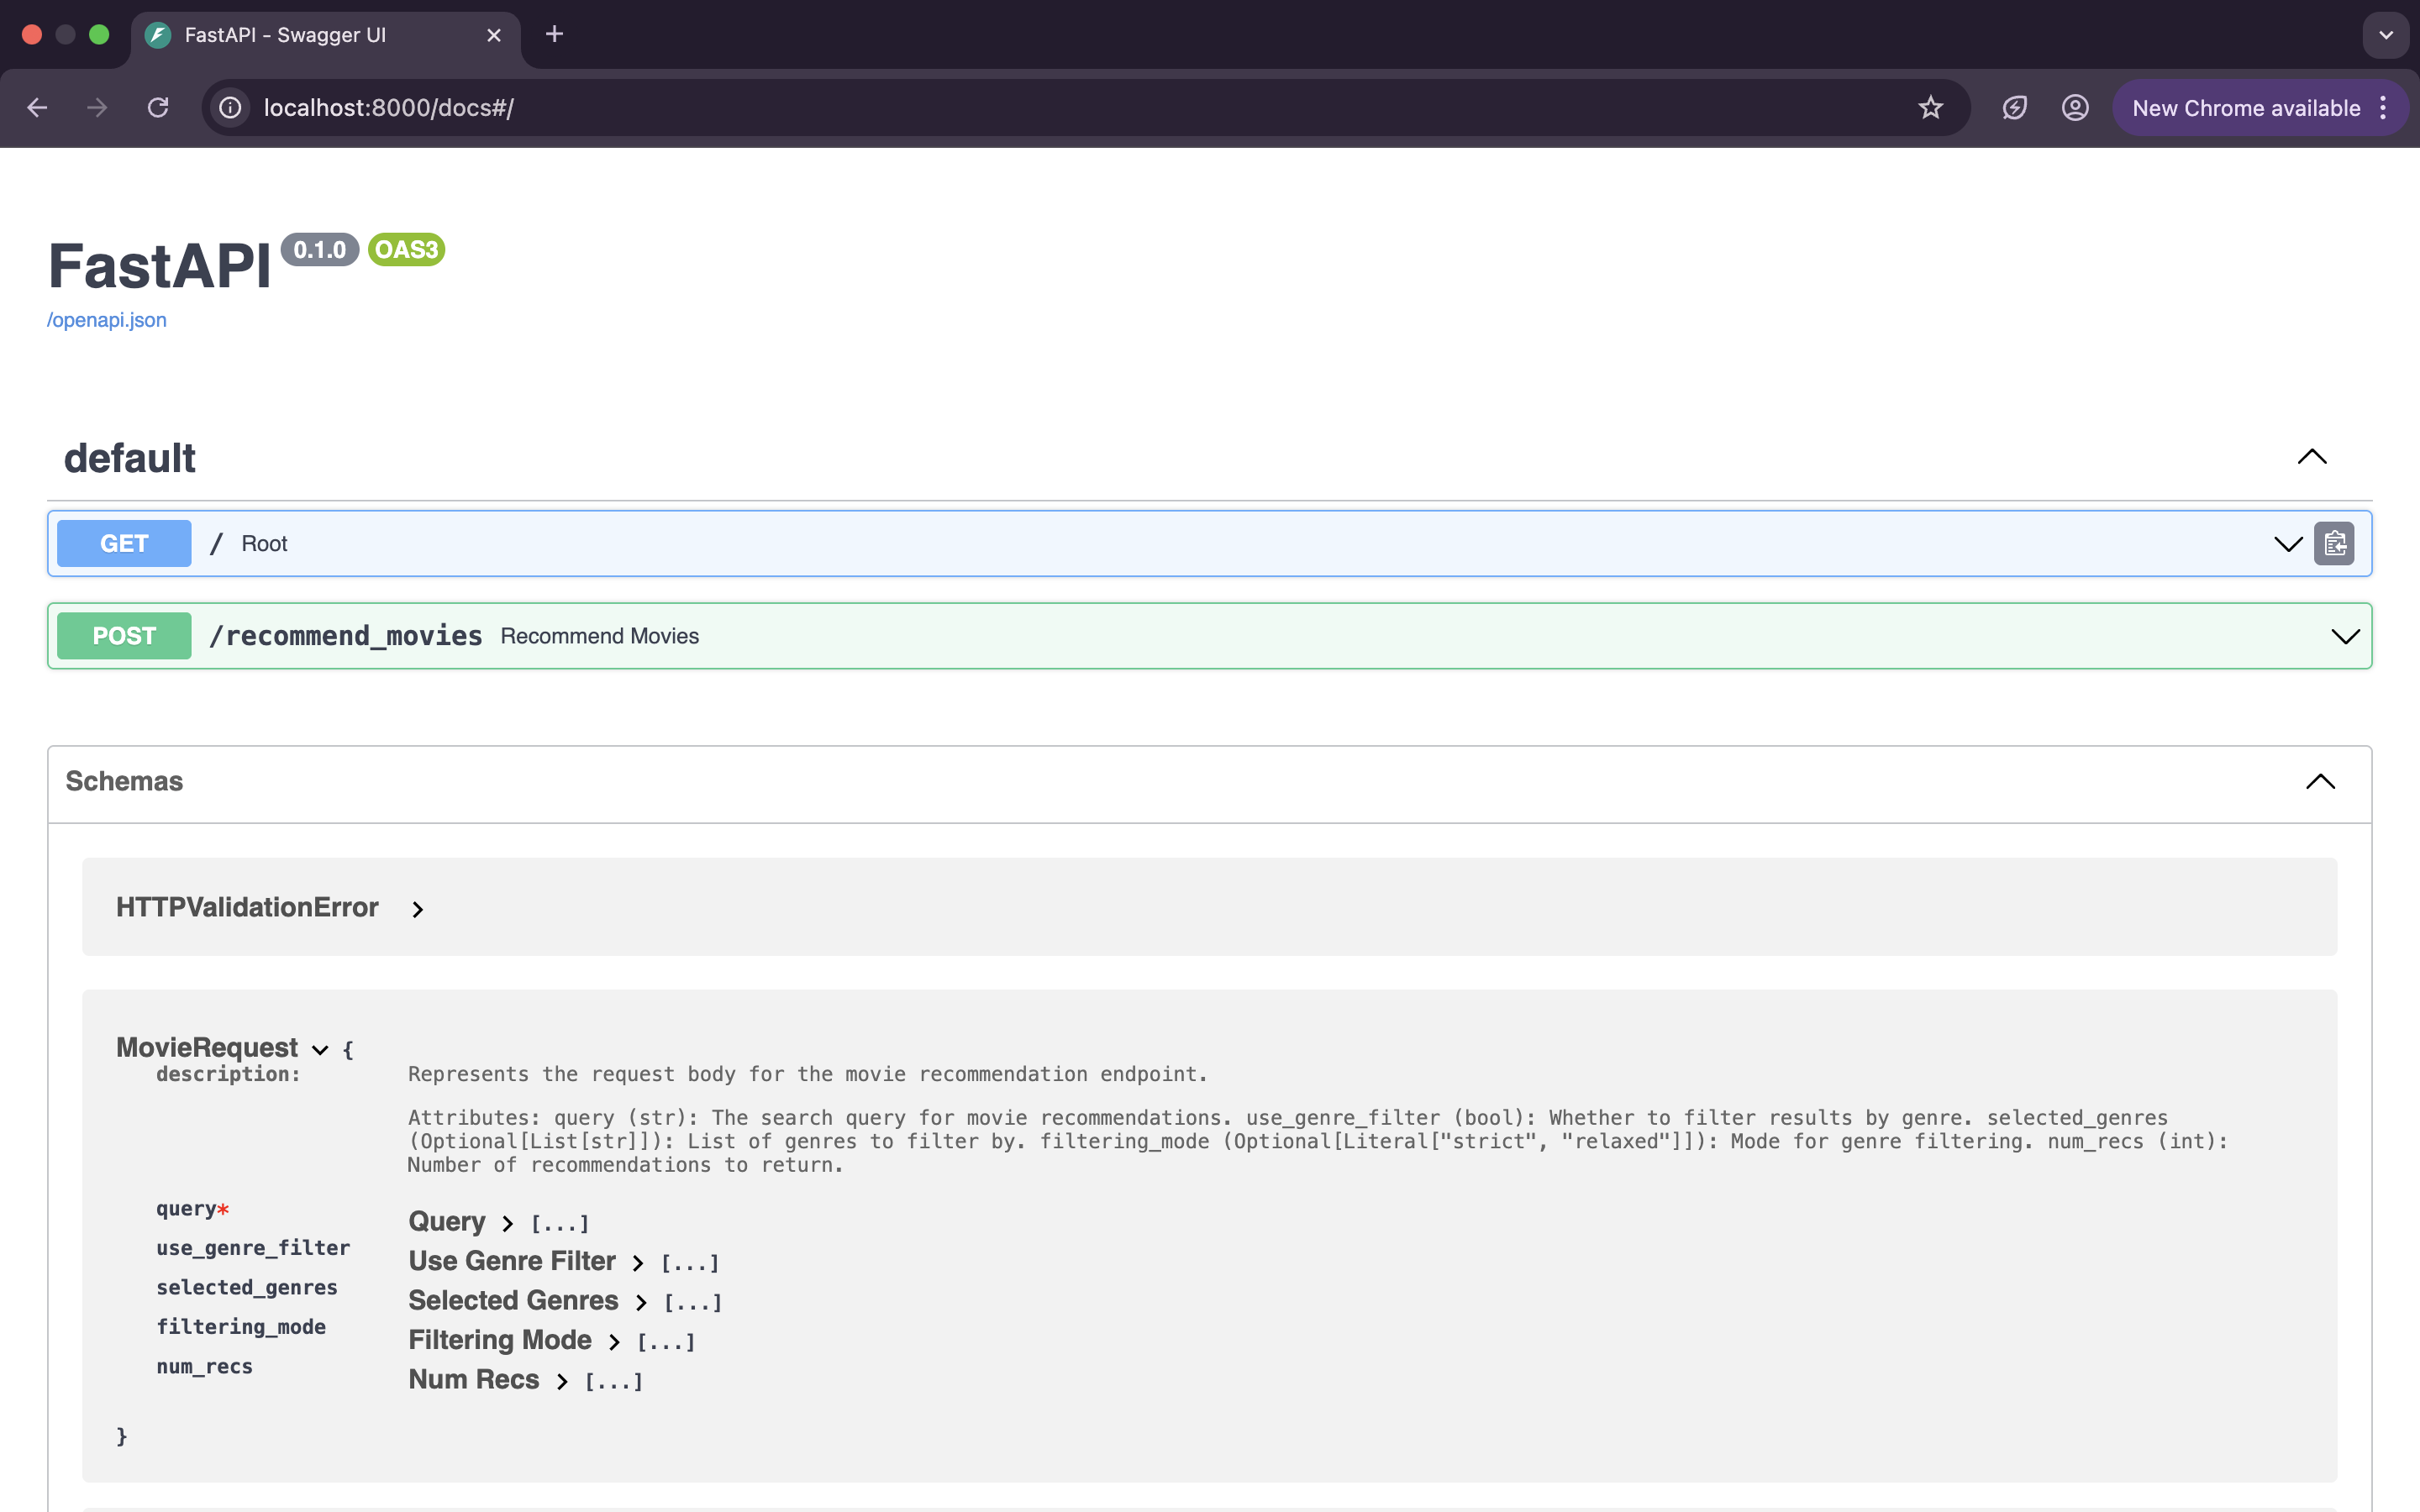 FastAPI - Swagger UI
localhost:8000/docs#/
New Chrome available
FastAPI 0.1.0 OAS3
/openapi.json
default
GET / Root
POST /recommend_movies Recommend Movies
Schemas
HTTPValidationError
MovieRequest {
description: Represents the request body for the movie recommendation endpoint.
Attributes: query (str): The search query for movie recommendations. use_genre_filter (bool): Whether to filter results by genre. selected_genres
(Optional[List[str]]): List of genres to filter by. filtering_mode (Optional[Literal["strict", "relaxed"]]): Mode for genre filtering. num_recs (int):
Number of recommendations to return.
query* Query [...]
use_genre_filter Use Genre Filter [...]
selected_genres Selected Genres [...]
filtering_mode Filtering Mode [...]
num_recs Num Recs [...]
}